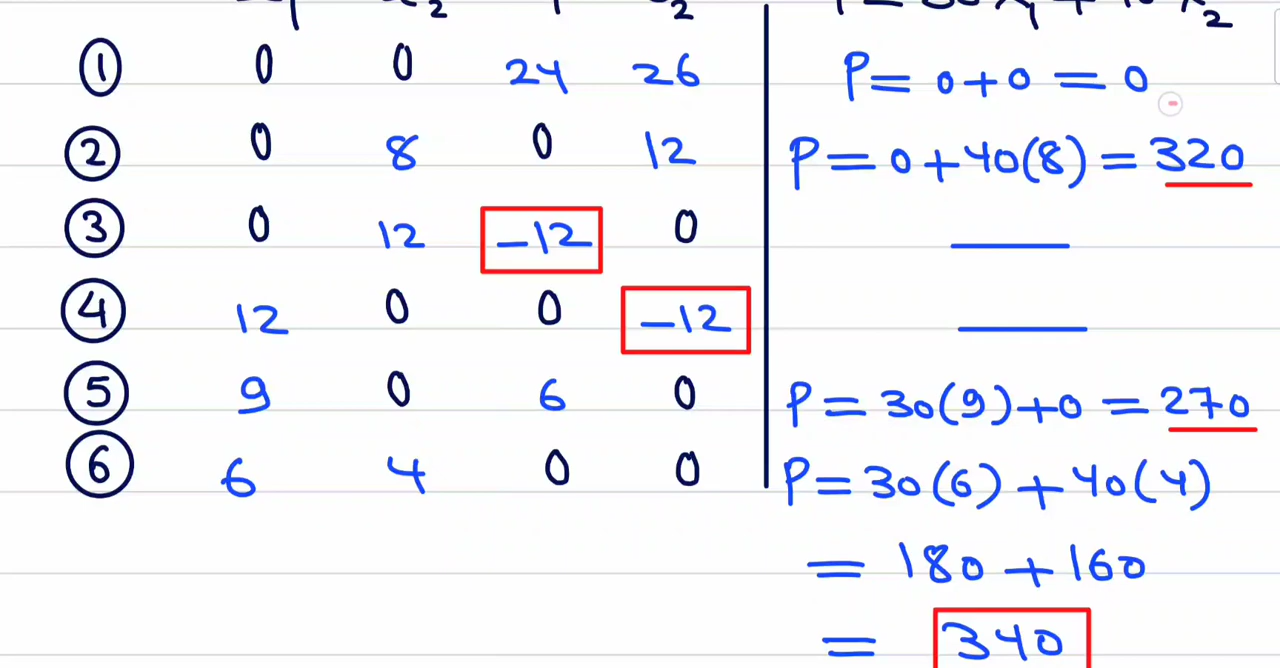 ① 0 0 24 26 P = 0 + 0 = 0
② 0 8 0 12 P = 0 + 40(8) = 320
③ 0 12 -12 0
④ 12 0 0 -12
⑤ 9 0 6 0 P = 30(9) + 0 = 270
⑥ 6 4 0 0 P = 30(6) + 40(4)
= 180 + 160
= 340